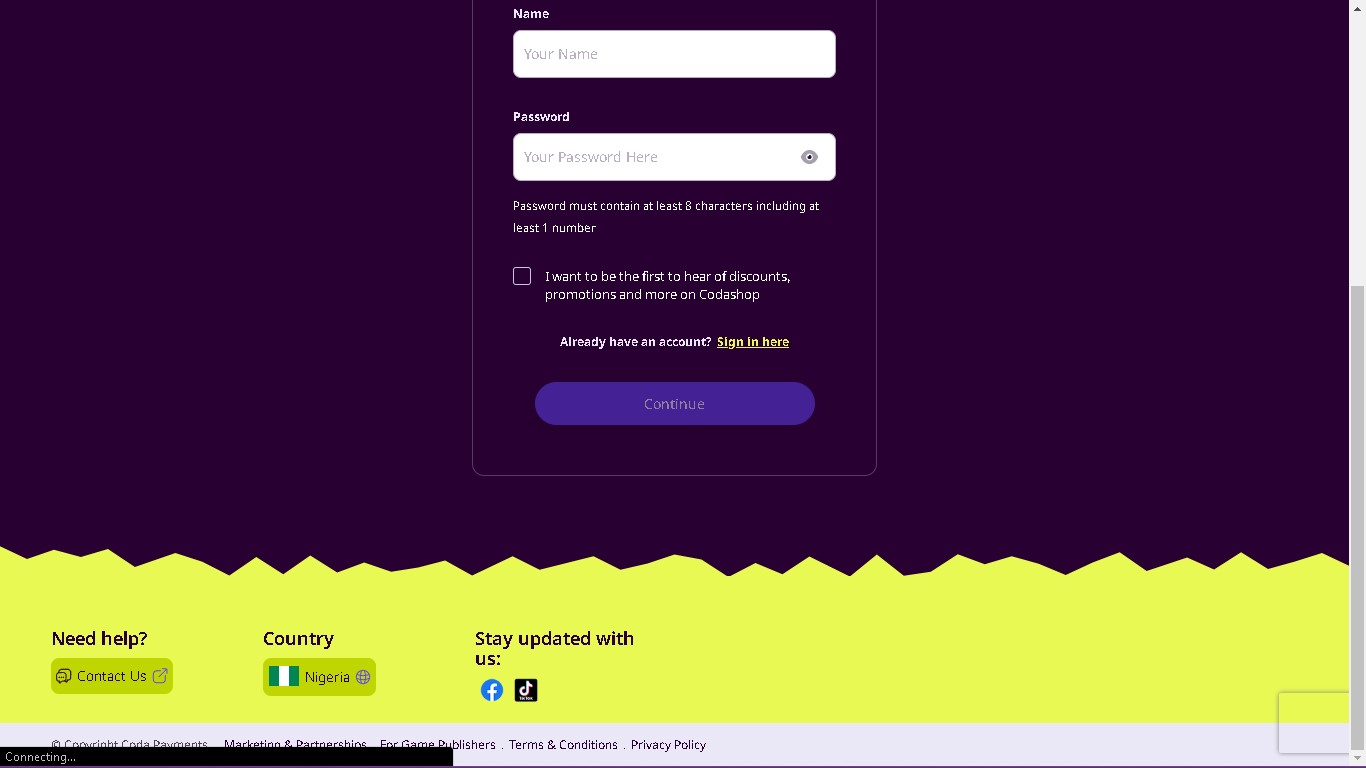 Name
Your Name
Password
Your Password Here
Password must contain at least 8 characters including at
least 1 number
I want to be the first to hear of discounts,
promotions and more on Codashop
Already have an account? Sign in here
Continue
Need help?
Contact Us
Country
Nigeria
Stay updated with
us:
TikTok
© Copyright Coda Payments . Marketing & Partnerships . For Game Publishers . Terms & Conditions . Privacy Policy
Connecting...